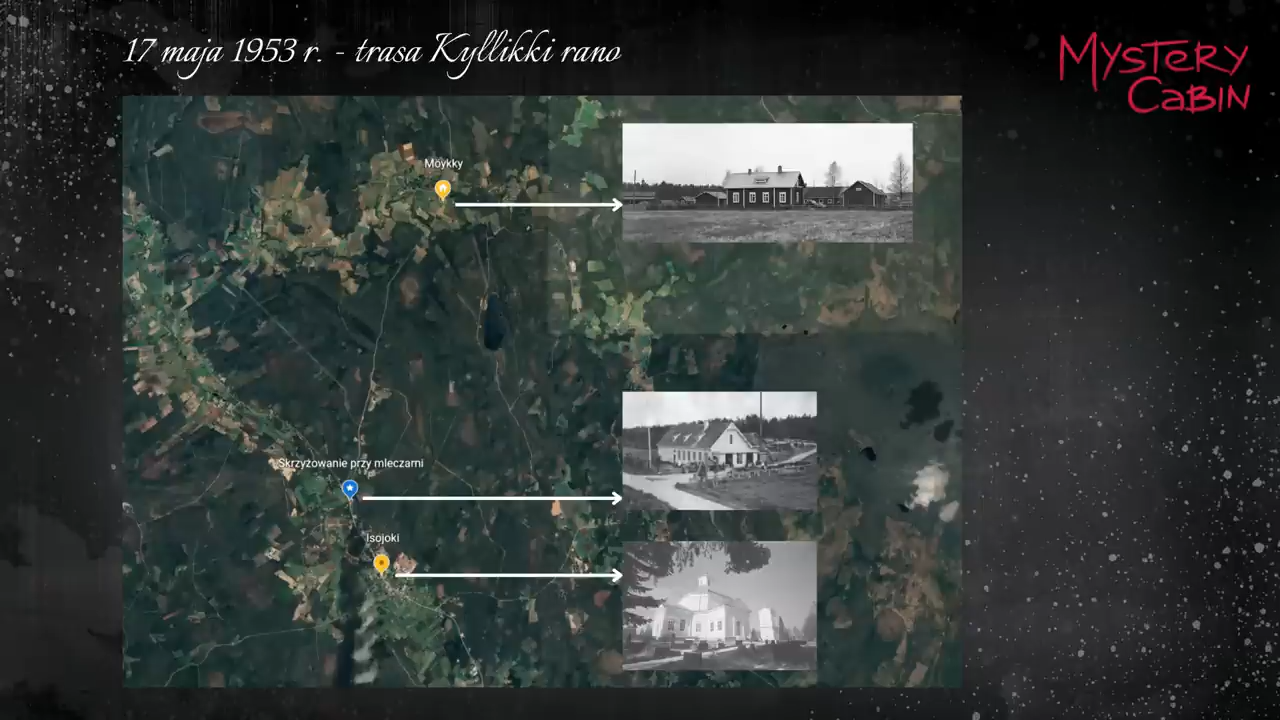 17 maja 1953 r. - trasa Kyllikki rano
MYSTERY
CABIN
Möykky
Skrzyżowanie przy mleczarni
Isojoki